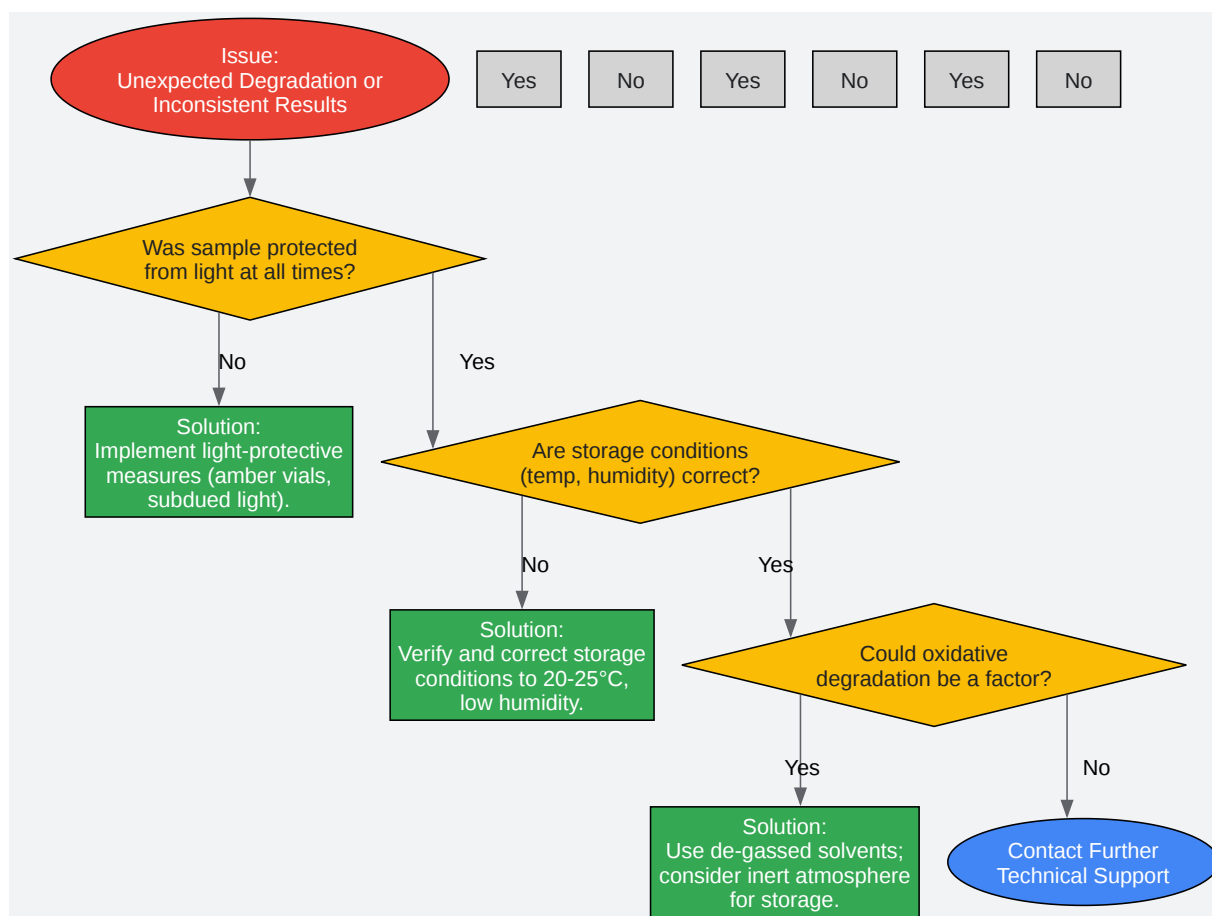 Issue:
Unexpected Degradation or
Inconsistent Results
Yes
No
Yes
No
Yes
No
Was sample protected
from light at all times?
No
Yes
Solution:
Implement light-protective
measures (amber vials,
subdued light).
Are storage conditions
(temp, humidity) correct?
No
Yes
Solution:
Verify and correct storage
conditions to 20-25°C,
low humidity.
Could oxidative
degradation be a factor?
Yes
No
Solution:
Use de-gassed solvents;
consider inert atmosphere
for storage.
Contact Further
Technical Support